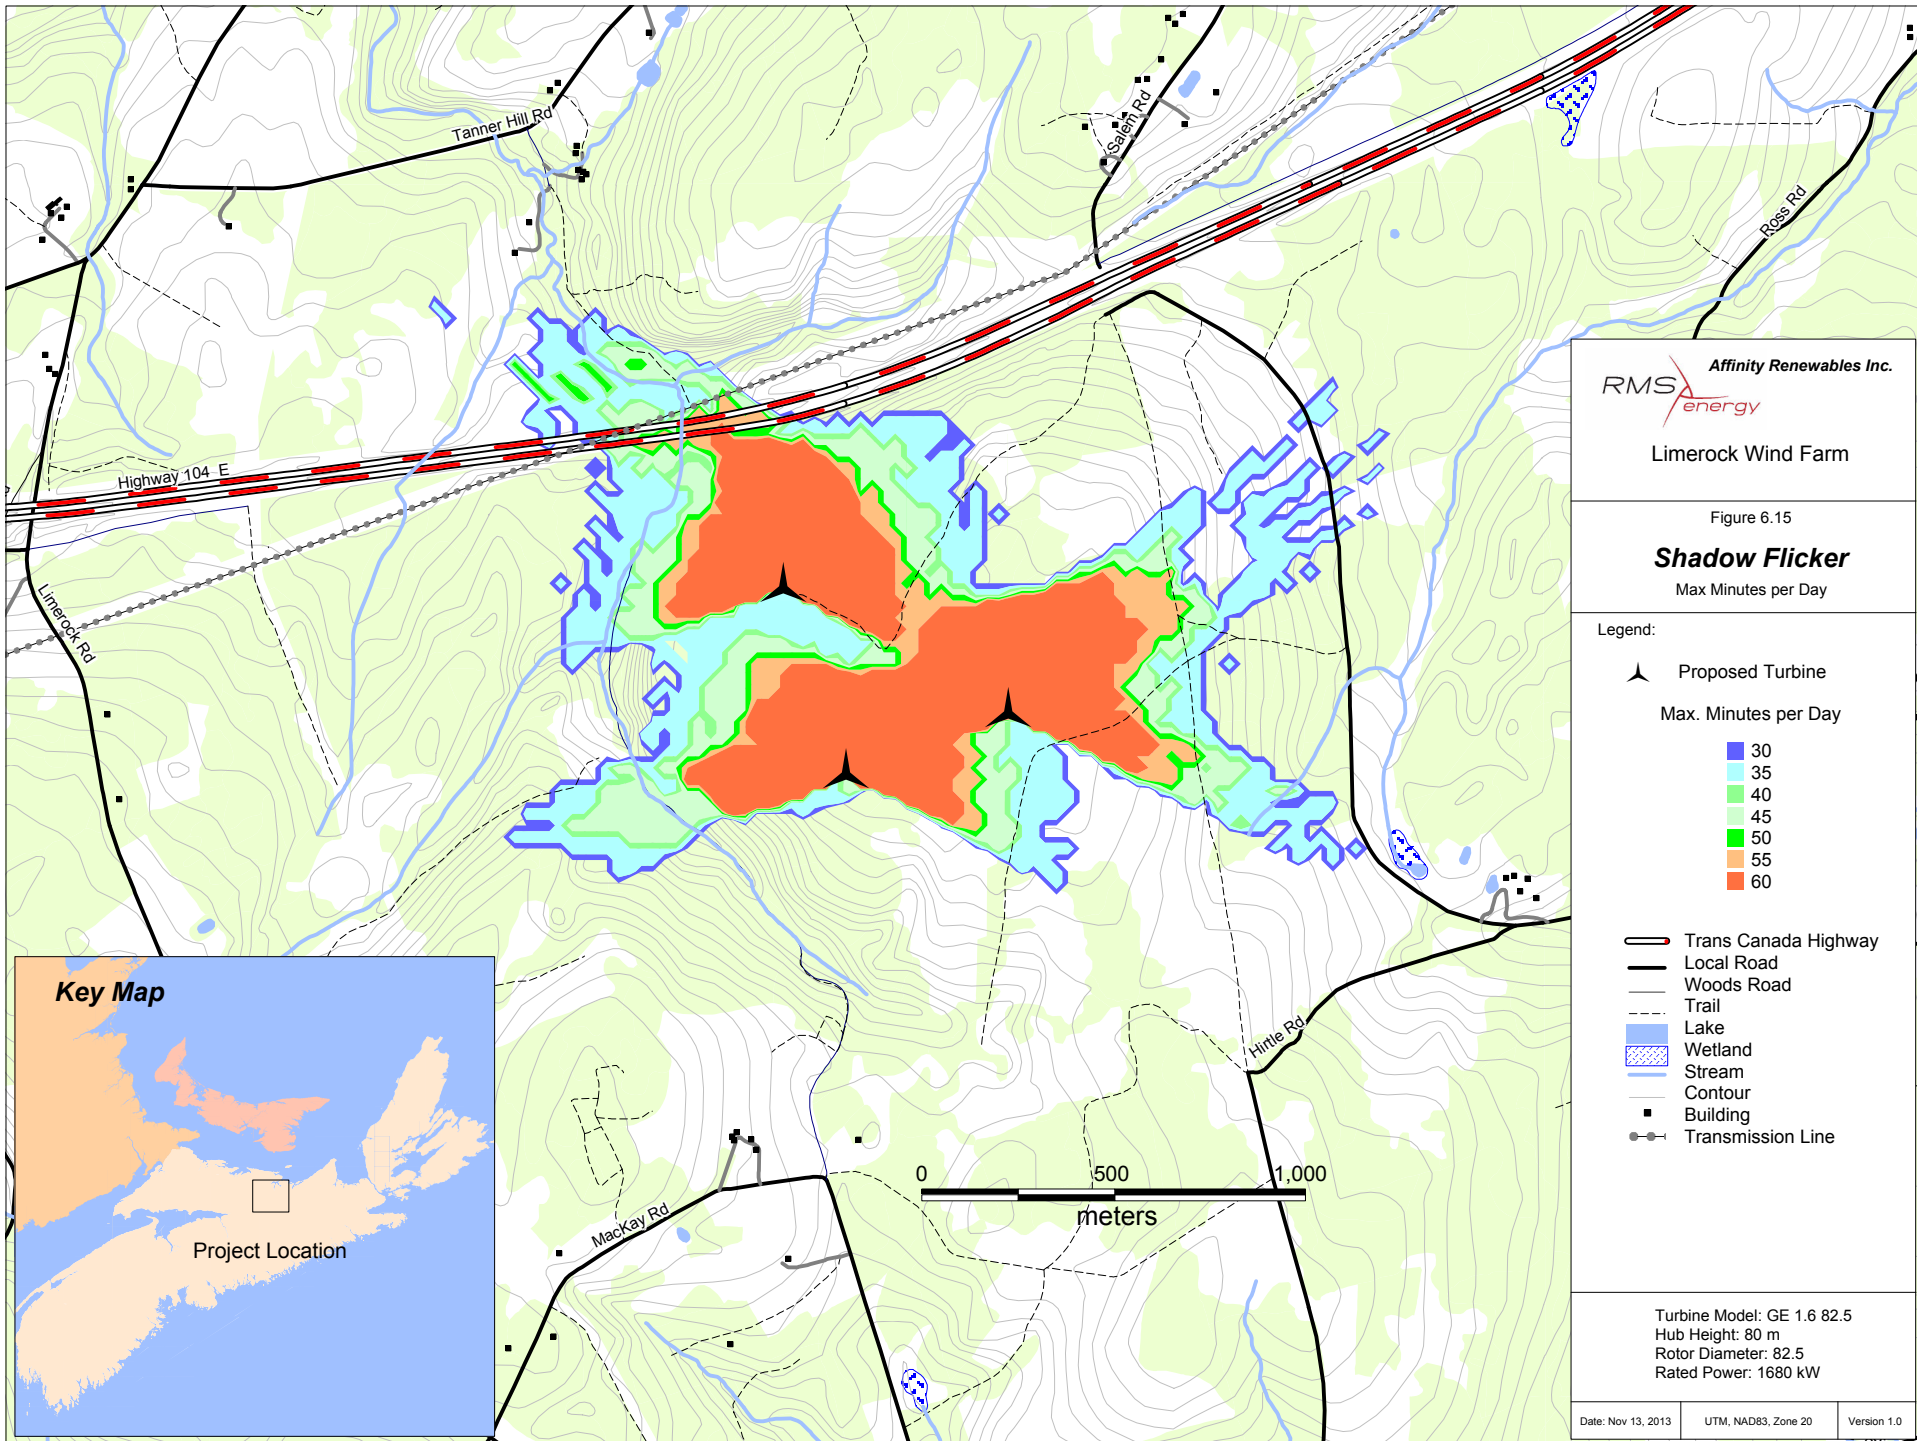 Tanner Hill Rd
Salem Rd
Ross Rd
Highway 104 E
Limerock Rd
Hirtle Rd
MacKay Rd
0 500 1,000
meters
Key Map
Project Location
RMS
energy
Affinity Renewables Inc.
Limerock Wind Farm
Figure 6.15
Shadow Flicker
Max Minutes per Day
Legend:
Proposed Turbine
Max. Minutes per Day
30
35
40
45
50
55
60
Trans Canada Highway
Local Road
Woods Road
Trail
Lake
Wetland
Stream
Contour
Building
Transmission Line
Turbine Model: GE 1.6 82.5
Hub Height: 80 m
Rotor Diameter: 82.5
Rated Power: 1680 kW
Date: Nov 13, 2013
UTM, NAD83, Zone 20
Version 1.0